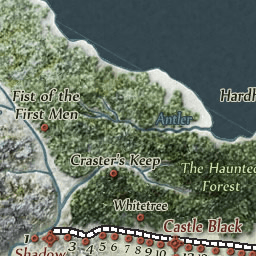 Fist of the
First Men
Antler
Hardh
Craster's Keep
The Haunted
Forest
Whitetree
Castle Black
Shadow
1
3
4
5
6
7
8
9
10